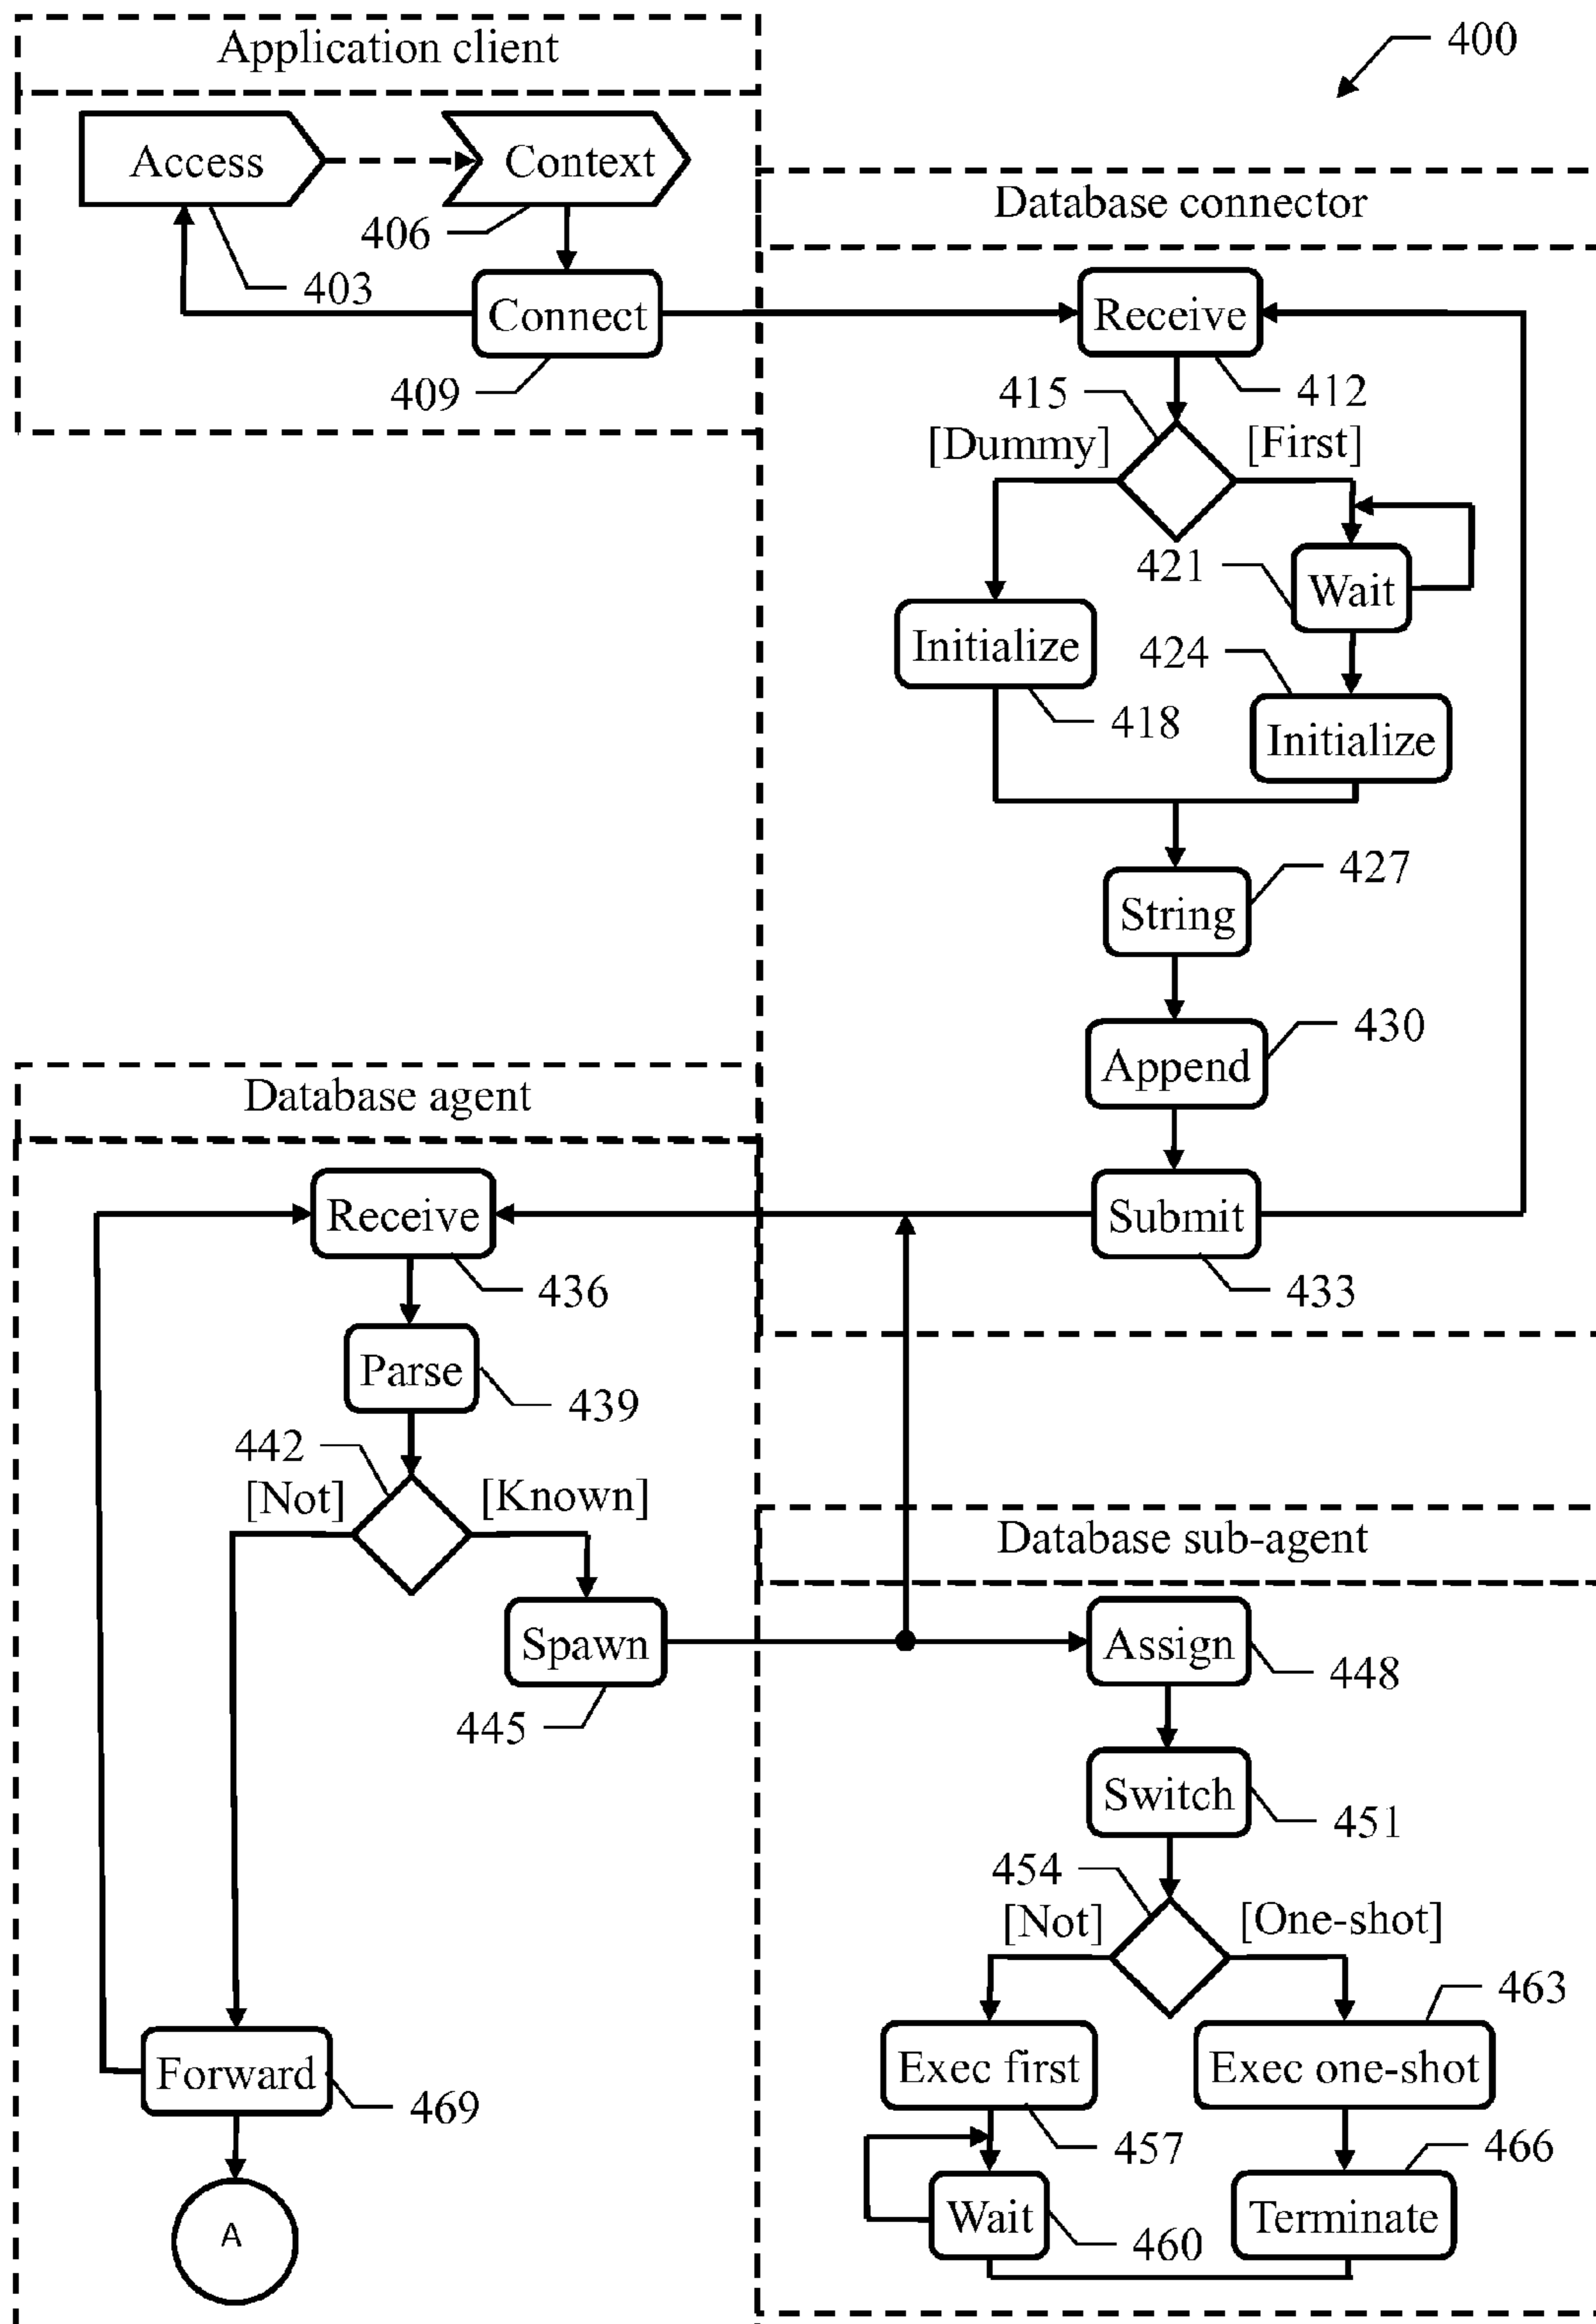 Application client
400
Access
Context
406
403
Connect
409
Database connector
Receive
412
415
[Dummy]
[First]
421
Wait
Initialize
418
424
Initialize
427
String
430
Append
Submit
433
Database agent
Receive
436
Parse
439
442
[Not]
[Known]
Spawn
445
Database sub-agent
Assign
448
Switch
451
454
[Not]
[One-shot]
463
Exec first
Exec one-shot
457
466
Wait
460
Terminate
Forward
469
A